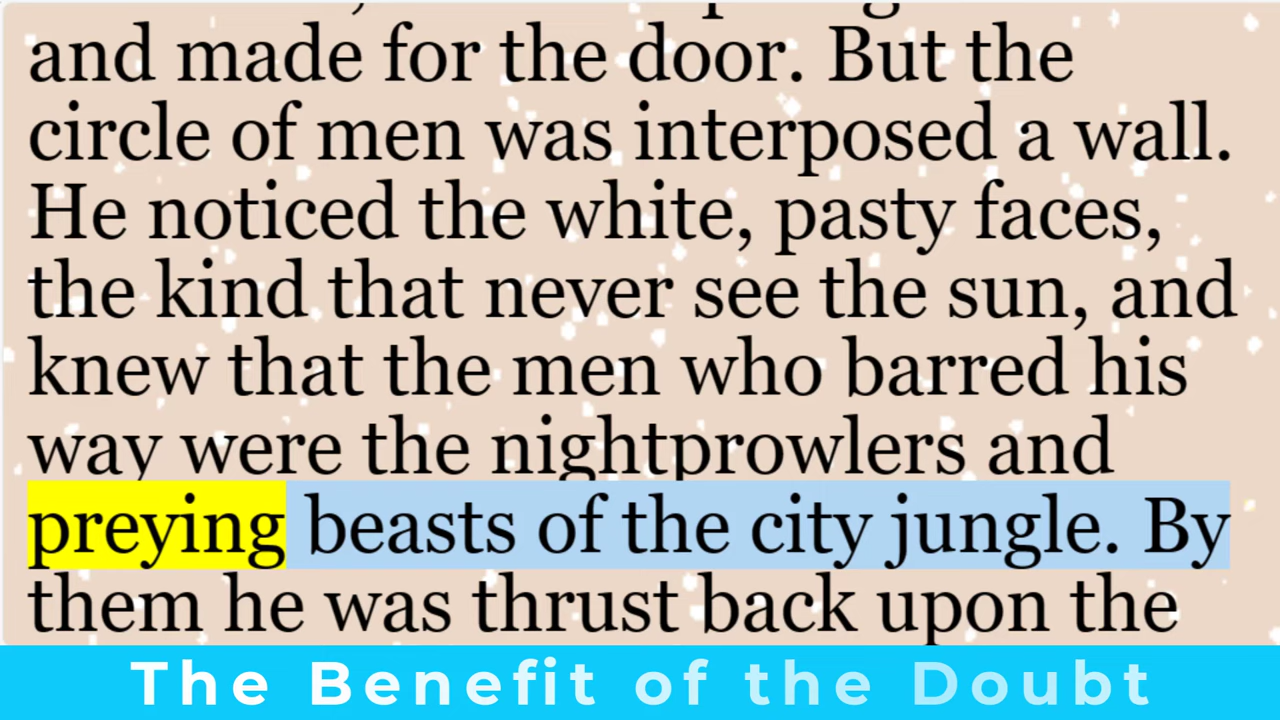 and made for the door. But the
circle of men was interposed a wall.
He noticed the white, pasty faces,
the kind that never see the sun, and
knew that the men who barred his
way were the nightprowlers and
preying beasts of the city jungle. By
them he was thrust back upon the
The Benefit of the Doubt